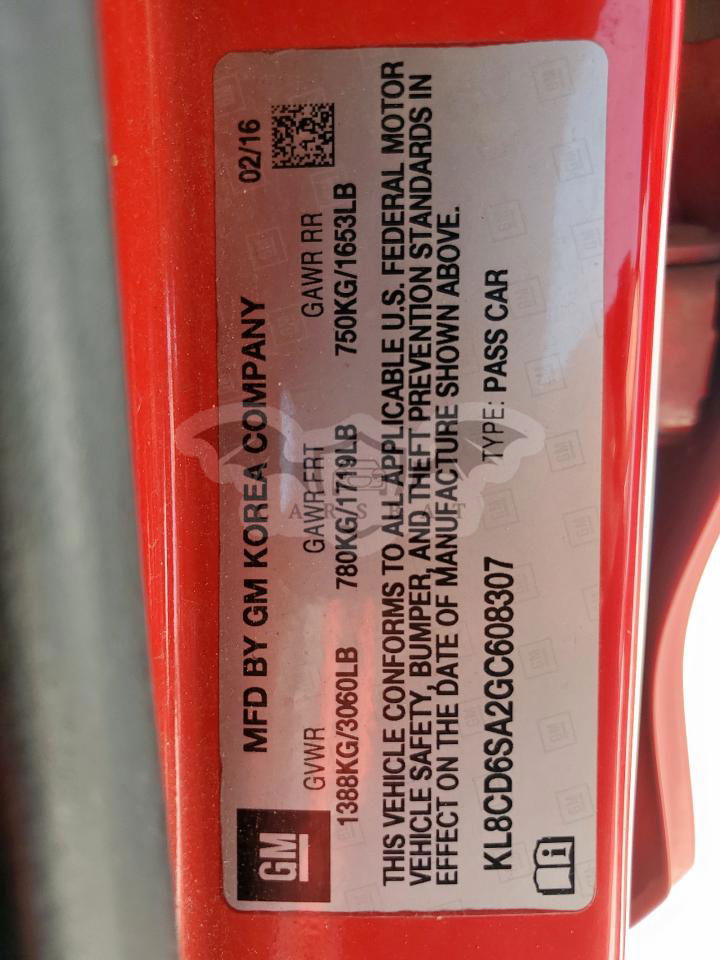 GM
MFD BY GM KOREA COMPANY 02/16
GVWR GAWR FRT GAWR RR
1388KG/3060LB 780KG/1719LB 750KG/1653LB
THIS VEHICLE CONFORMS TO ALL APPLICABLE U.S. FEDERAL MOTOR
VEHICLE SAFETY, BUMPER, AND THEFT PREVENTION STANDARDS IN
EFFECT ON THE DATE OF MANUFACTURE SHOWN ABOVE.
KL8CD6SA2GC608307 TYPE: PASS CAR